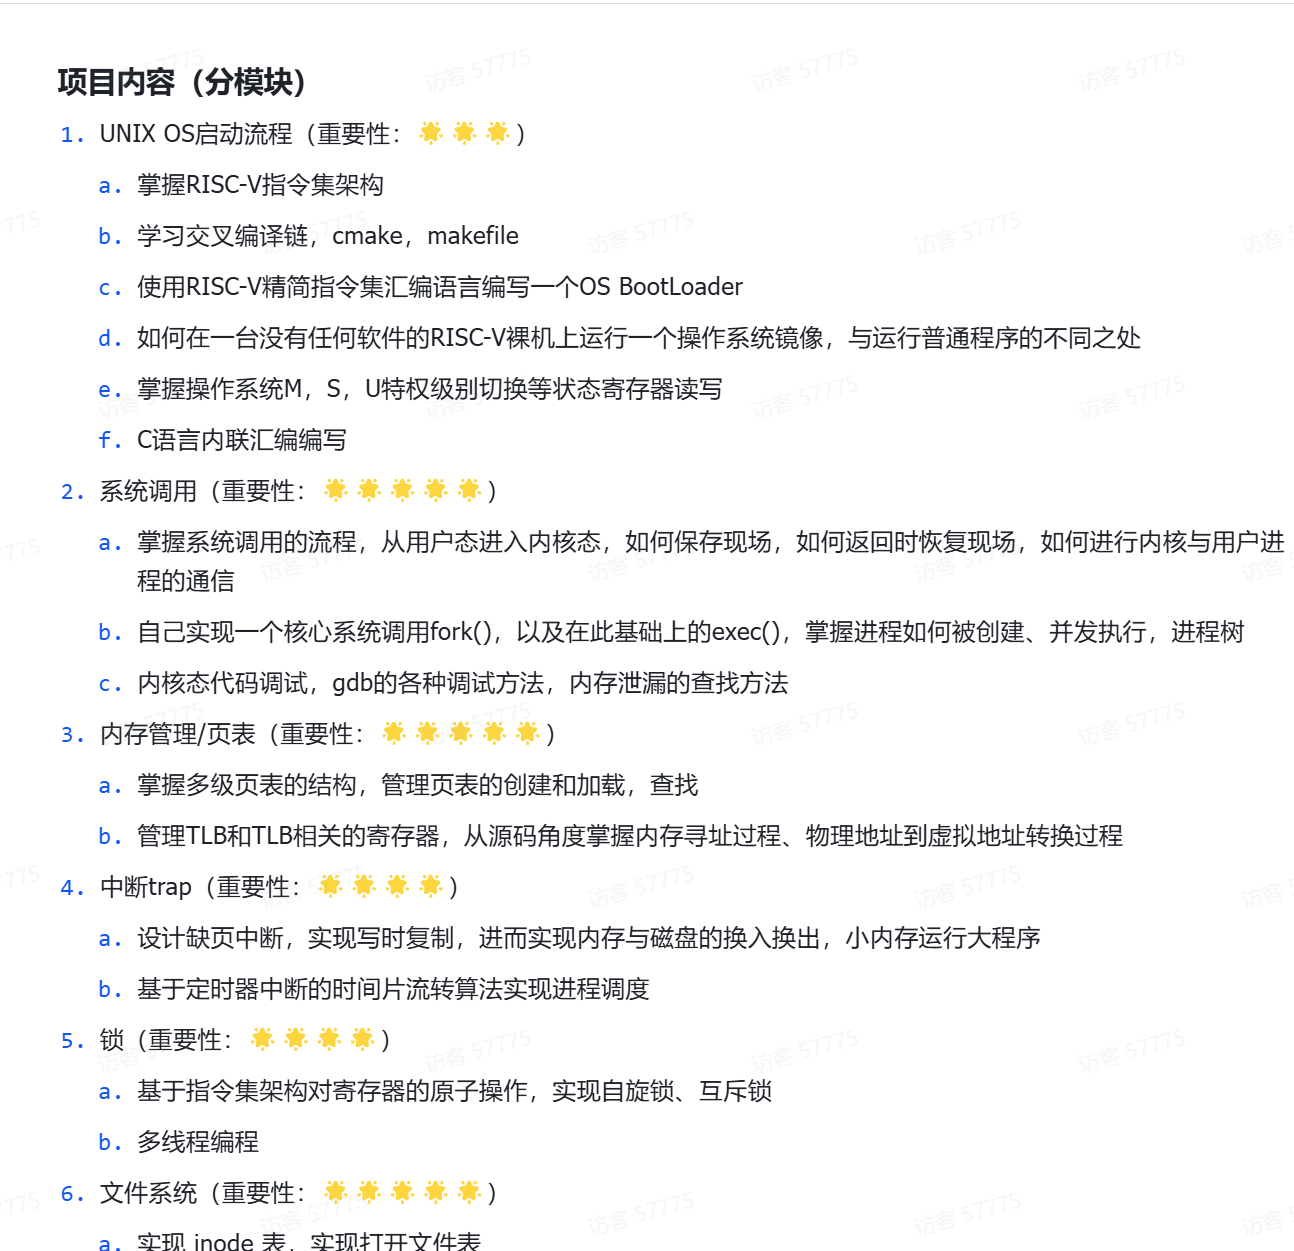 项目内容（分模块）
1. UNIX OS启动流程（重要性：🌟🌟🌟）
a. 掌握RISC-V指令集架构
b. 学习交叉编译链，cmake，makefile
c. 使用RISC-V精简指令集汇编语言编写一个OS BootLoader
d. 如何在一台没有任何软件的RISC-V裸机上运行一个操作系统镜像，与运行普通程序的不同之处
e. 掌握操作系统M，S，U特权级别切换等状态寄存器读写
f. C语言内联汇编编写
2. 系统调用（重要性：🌟🌟🌟🌟🌟）
a. 掌握系统调用的流程，从用户态进入内核态，如何保存现场，如何返回时恢复现场，如何进行内核与用户进
程的通信
b. 自己实现一个核心系统调用fork()，以及在此基础上的exec()，掌握进程如何被创建、并发执行，进程树
c. 内核态代码调试，gdb的各种调试方法，内存泄漏的查找方法
3. 内存管理/页表（重要性：🌟🌟🌟🌟🌟）
a. 掌握多级页表的结构，管理页表的创建和加载，查找
b. 管理TLB和TLB相关的寄存器，从源码角度掌握内存寻址过程、物理地址到虚拟地址转换过程
4. 中断trap（重要性：🌟🌟🌟🌟）
a. 设计缺页中断，实现写时复制，进而实现内存与磁盘的换入换出，小内存运行大程序
b. 基于定时器中断的时间片流转算法实现进程调度
5. 锁（重要性：🌟🌟🌟🌟）
a. 基于指令集架构对寄存器的原子操作，实现自旋锁、互斥锁
b. 多线程编程
6. 文件系统（重要性：🌟🌟🌟🌟🌟）
a. 实现 inode 表，实现打开文件表
访客 57775